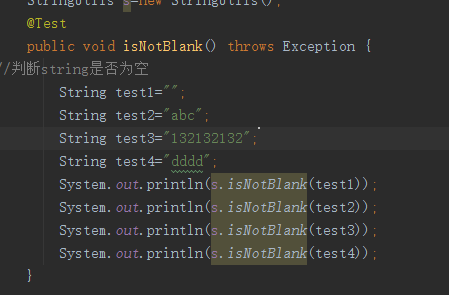 StringUtils s=new StringUtils();
@Test
public void isNotBlank() throws Exception {
//判断string是否为空
String test1="";
String test2="abc";
String test3="132132132";
String test4="dddd";
System.out.println(s.isNotBlank(test1));
System.out.println(s.isNotBlank(test2));
System.out.println(s.isNotBlank(test3));
System.out.println(s.isNotBlank(test4));
}